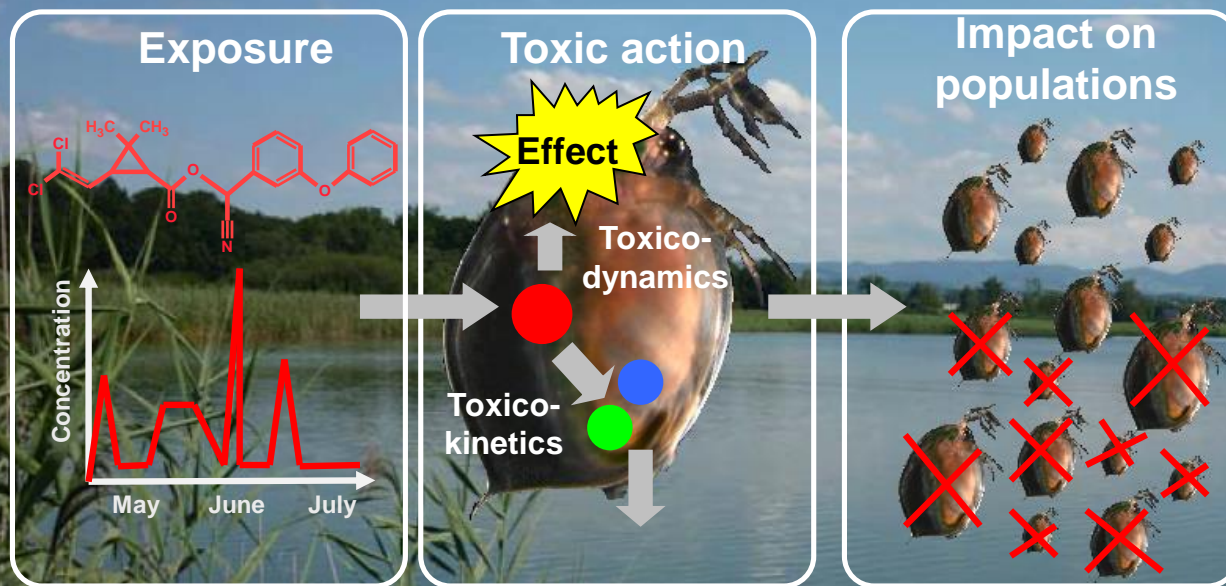 Exposure
H₃C
CH₃
Cl
Cl
O
O
N
O
Concentration
May
June
July
Toxic action
Effect
Toxico-
dynamics
Toxico-
kinetics
Impact on
populations